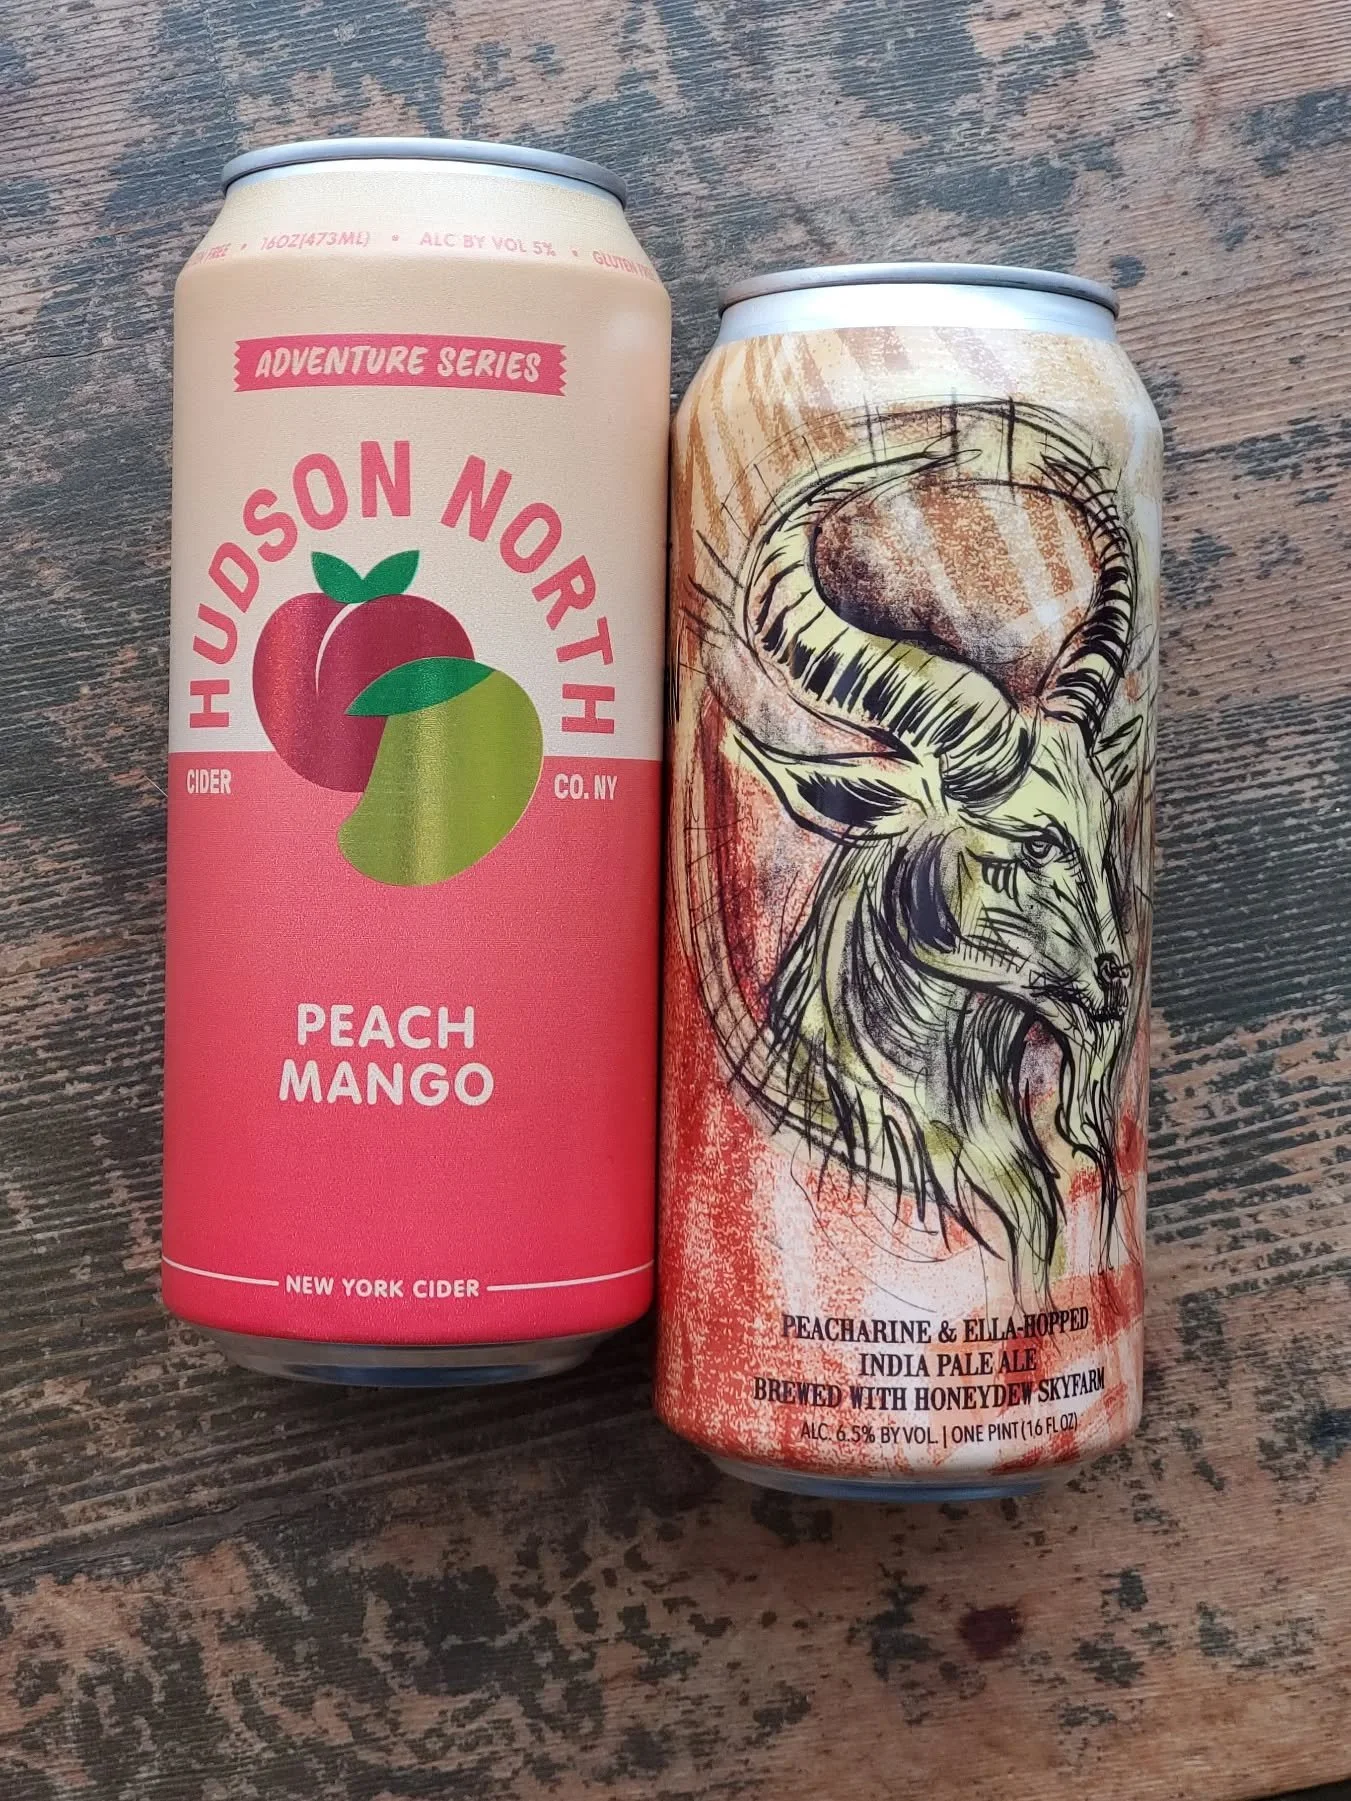 FREE • 16OZ(473ML) • ALC BY VOL 5% • GLUTEN
ADVENTURE SERIES
HUDSON NORTH
CIDER CO. NY
PEACH
MANGO
NEW YORK CIDER
PEACHARINE & ELLA-HOPPED
INDIA PALE ALE
BREWED WITH HONEYDEW SKYFARM
ALC. 6.5% BY VOL. | ONE PINT (16 FL OZ)